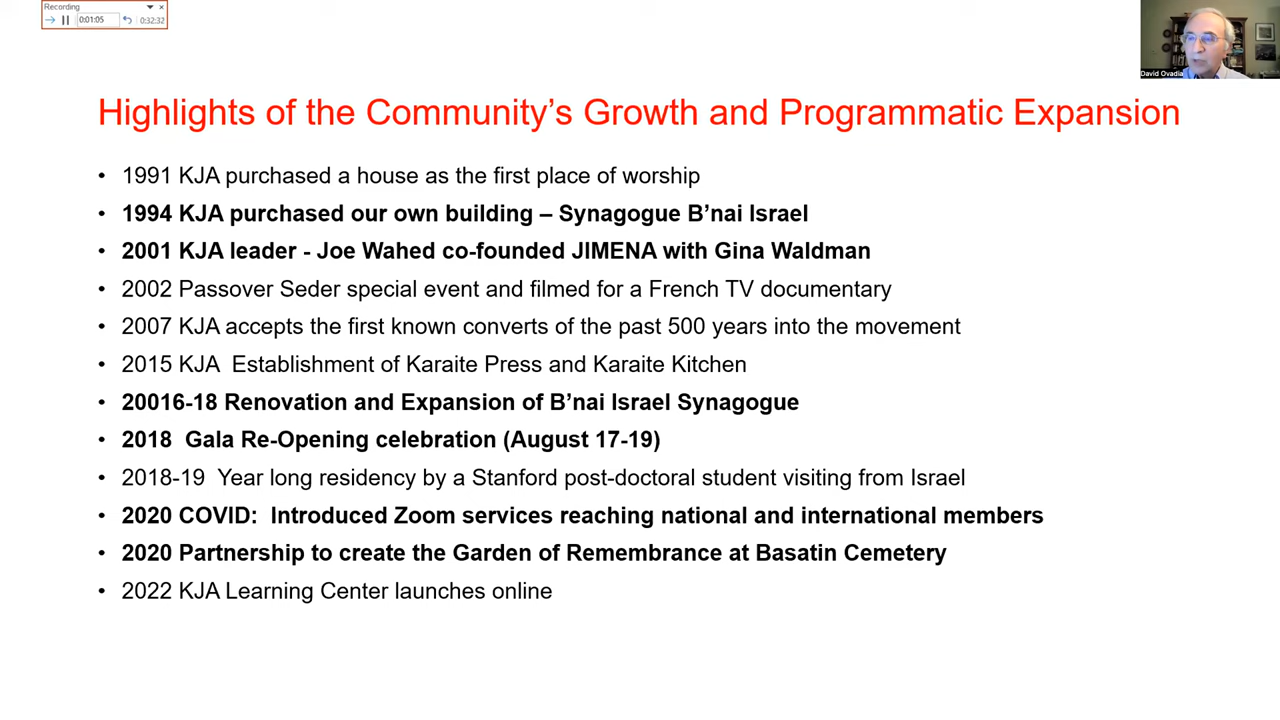 Recording
0:01:05
0:32:32
David Ovadia
Highlights of the Community's Growth and Programmatic Expansion
• 1991 KJA purchased a house as the first place of worship
• 1994 KJA purchased our own building – Synagogue B'nai Israel
• 2001 KJA leader - Joe Wahed co-founded JIMENA with Gina Waldman
• 2002 Passover Seder special event and filmed for a French TV documentary
• 2007 KJA accepts the first known converts of the past 500 years into the movement
• 2015 KJA  Establishment of Karaite Press and Karaite Kitchen
• 20016-18 Renovation and Expansion of B'nai Israel Synagogue
• 2018  Gala Re-Opening celebration (August 17-19)
• 2018-19  Year long residency by a Stanford post-doctoral student visiting from Israel
• 2020 COVID:  Introduced Zoom services reaching national and international members
• 2020 Partnership to create the Garden of Remembrance at Basatin Cemetery
• 2022 KJA Learning Center launches online